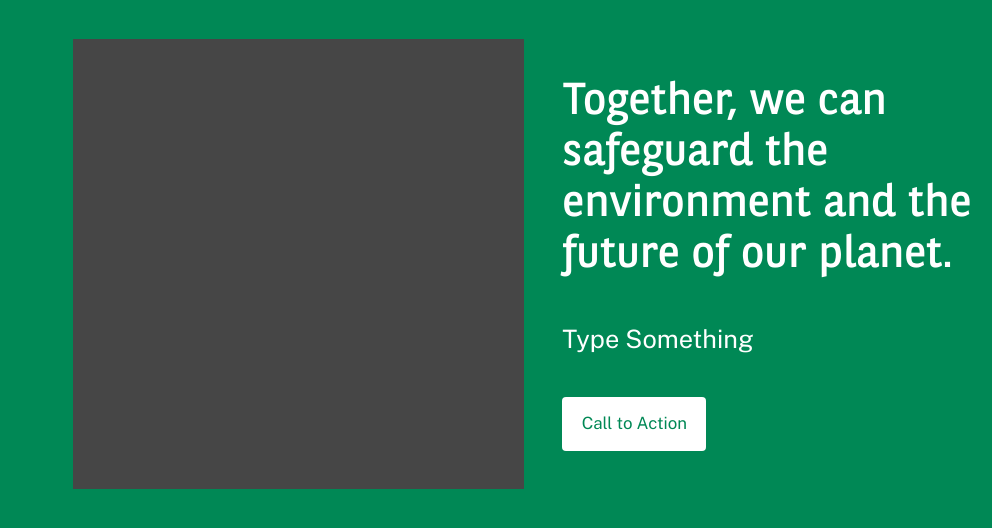 Together, we can
safeguard the
environment and the
future of our planet.
Type Something
Call to Action